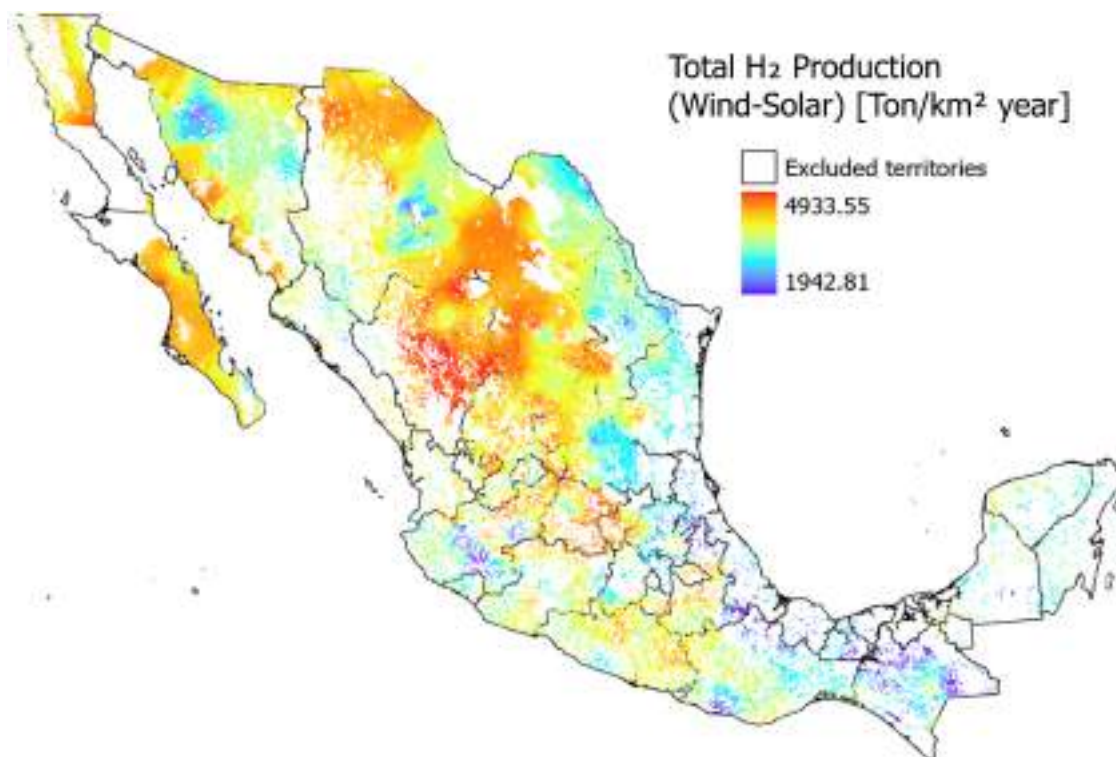 Total H₂ Production
(Wind-Solar) [Ton/km² year]
Excluded territories
4933.55
1942.81